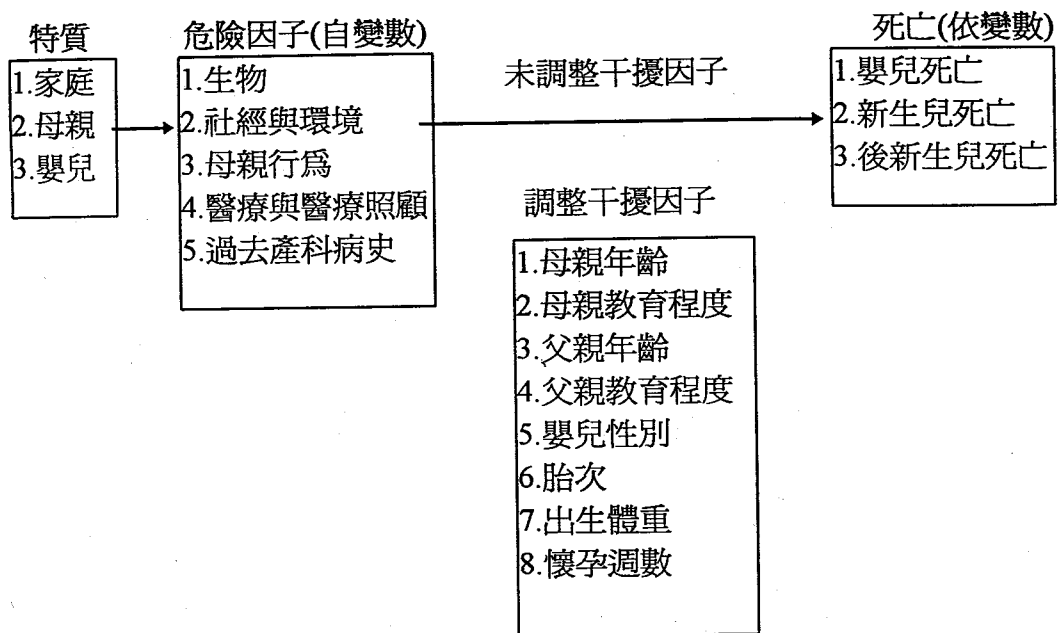 特質
1.家庭
2.母親
3.嬰兒
危險因子(自變數)
1.生物
2.社經與環境
3.母親行為
4.醫療與醫療照顧
5.過去產科病史
未調整干擾因子
調整干擾因子
1.母親年齡
2.母親教育程度
3.父親年齡
4.父親教育程度
5.嬰兒性別
6.胎次
7.出生體重
8.懷孕週數
死亡(依變數)
1.嬰兒死亡
2.新生兒死亡
3.後新生兒死亡